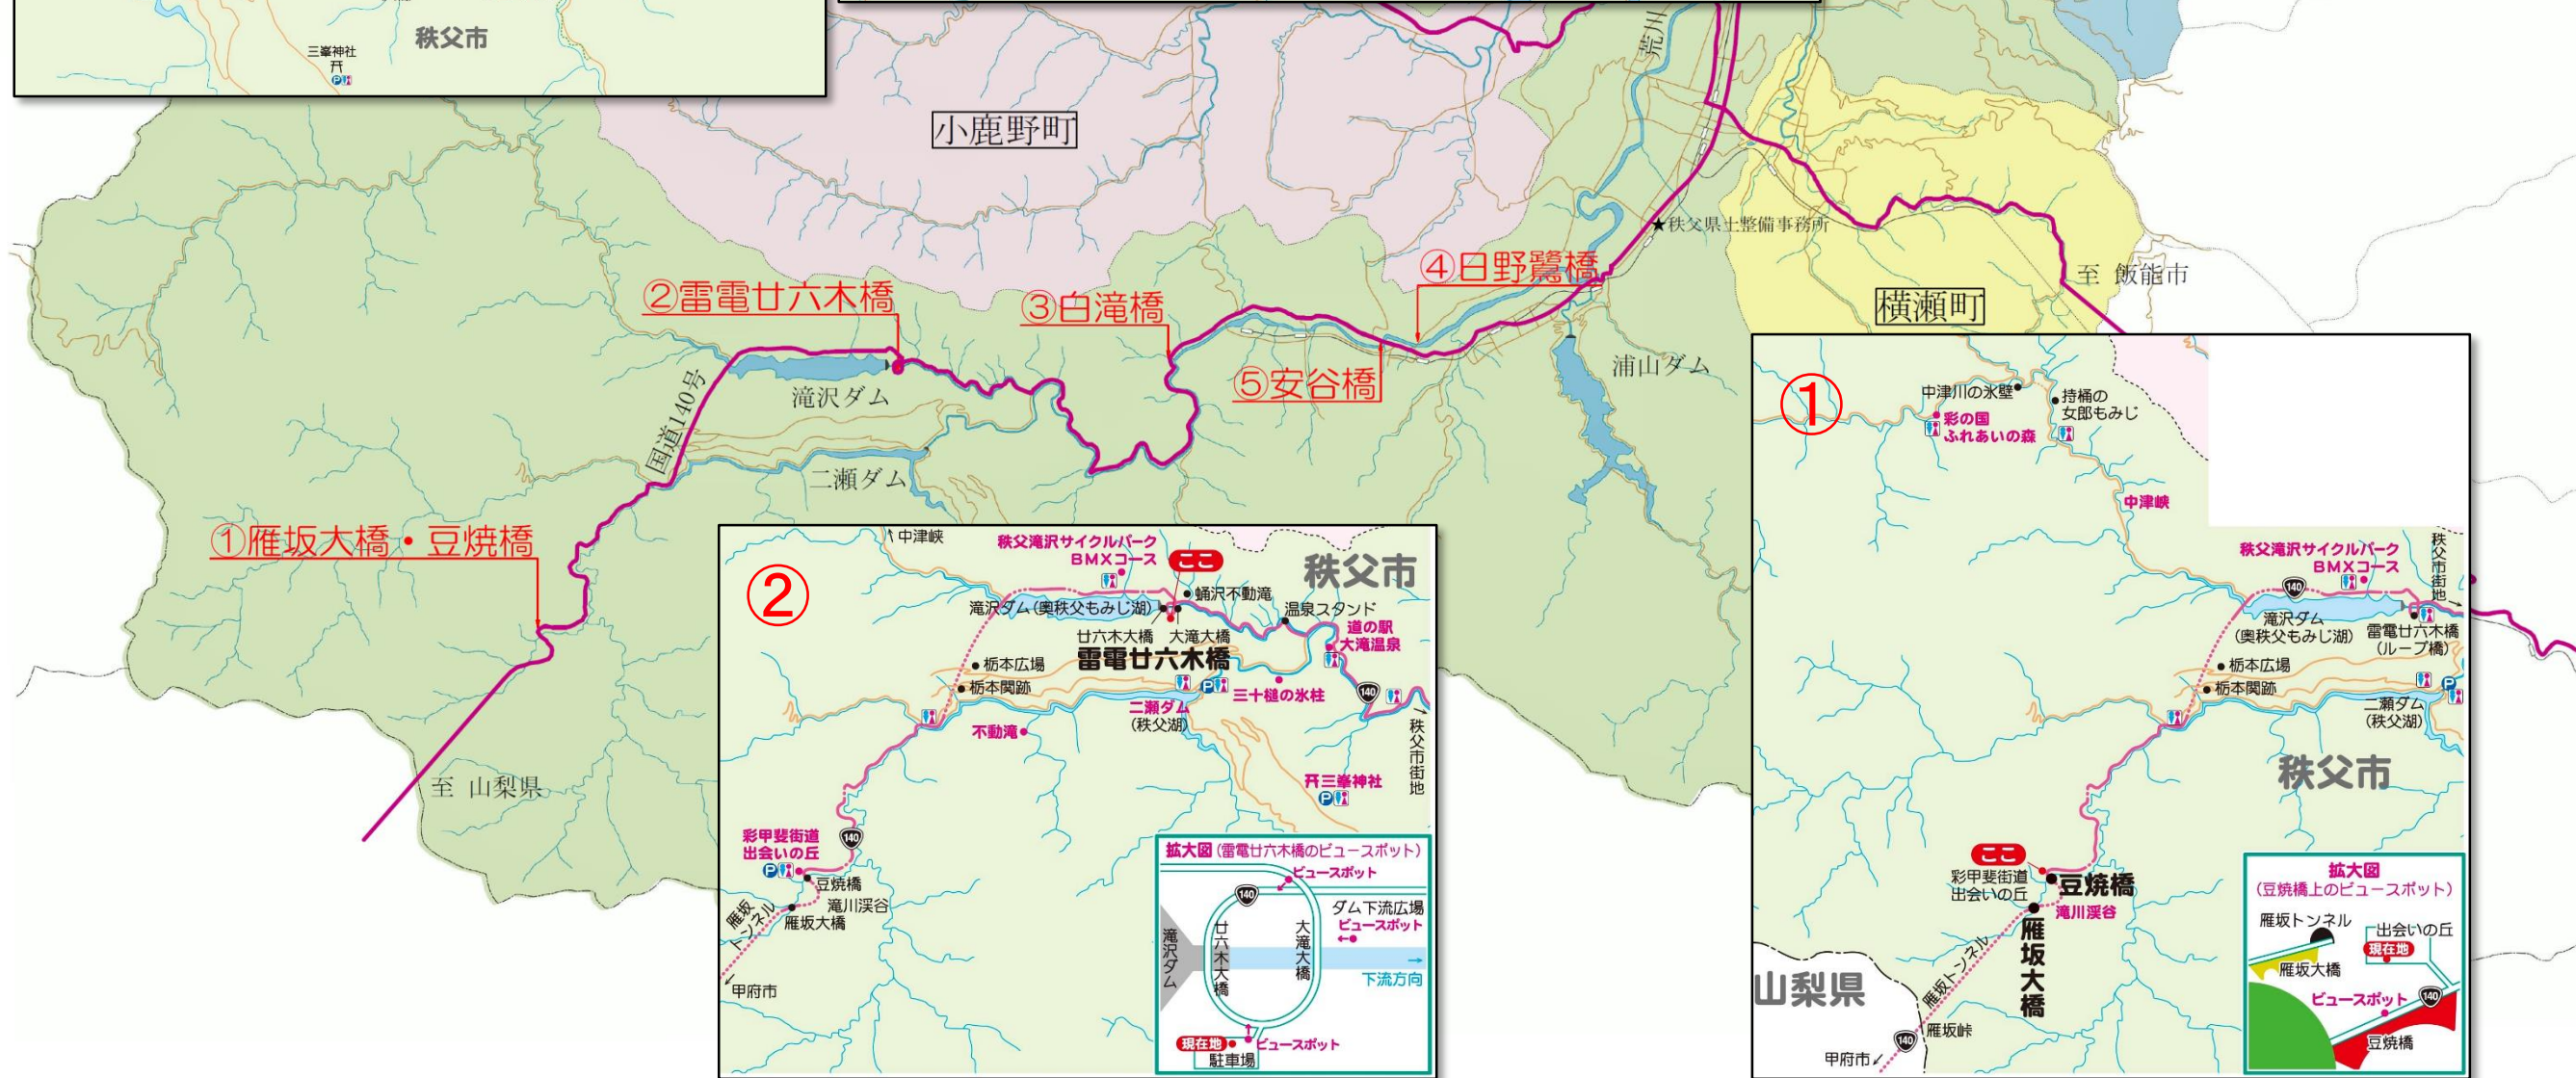 三峯神社
秩父市
荒川
小鹿野町
★秩父県土整備事務所
④日野鷺橋
②雷電廿六木橋
③白滝橋
至 飯能市
横瀬町
浦山ダム
⑤安谷橋
滝沢ダム
国道140号
二瀬ダム
①雁坂大橋・豆焼橋
至 山梨県
②
中津峡
秩父滝沢サイクルパーク
BMXコース
ここ
秩父市
滝沢ダム(奥秩父もみじ湖)
蛹沢不動滝
温泉スタンド
廿六木大橋
大滝大橋
道の駅
大滝温泉
雷電廿六木橋
栃本広場
栃本関跡
三十槌の氷柱
140
二瀬ダム
(秩父湖)
不動滝
秩父市街地
三峯神社
P
彩甲斐街道
出会いの丘
P
140
豆焼橋
滝川渓谷
雁坂大橋
雁坂
トンネル
甲府市
拡大図(雷電廿六木橋のビュースポット)
ビュースポット
140
ダム下流広場
ビュースポット
滝沢ダム
廿六木大橋
大滝大橋
下流方向
現在地
ビュースポット
駐車場
①
中津川の氷壁
持桶の
女郎もみじ
彩の国
ふれあいの森
中津峡
秩父滝沢サイクルパーク
BMXコース
秩父市街地
140
滝沢ダム
(奥秩父もみじ湖)
雷電廿六木橋
(ループ橋)
栃本広場
栃本関跡
P
二瀬ダム
(秩父湖)
秩父市
ここ
彩甲斐街道
出会いの丘
豆焼橋
滝川渓谷
雁坂大橋
雁坂トンネル
山梨県
雁坂峠
140
甲府市
拡大図
(豆焼橋上のビュースポット)
雁坂トンネル
出会いの丘
現在地
雁坂大橋
ビュースポット
140
豆焼橋